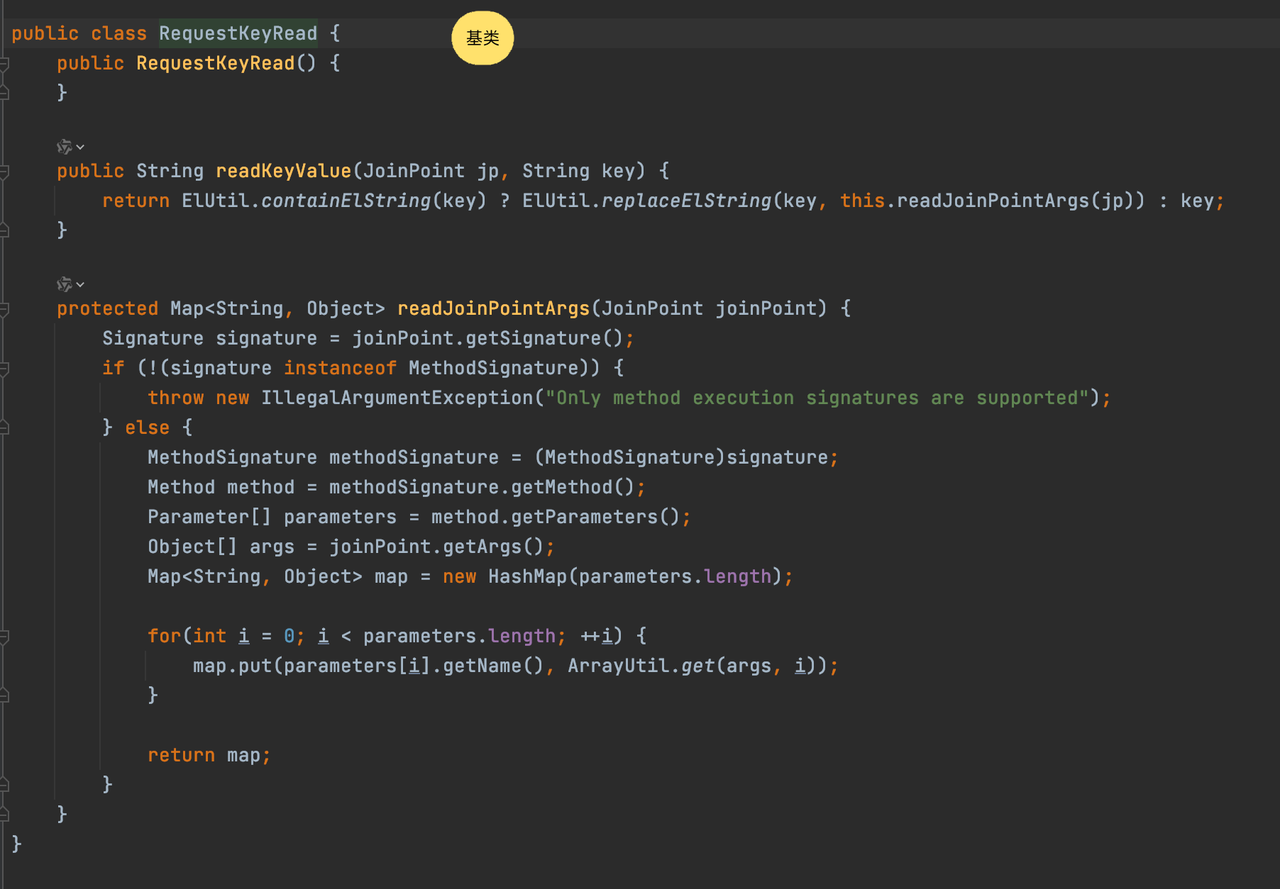 public class RequestKeyRead {
基类
    public RequestKeyRead() {
    }
    public String readKeyValue(JoinPoint jp, String key) {
        return ElUtil.containElString(key) ? ElUtil.replaceElString(key, this.readJoinPointArgs(jp)) : key;
    }
    protected Map<String, Object> readJoinPointArgs(JoinPoint joinPoint) {
        Signature signature = joinPoint.getSignature();
        if (!(signature instanceof MethodSignature)) {
            throw new IllegalArgumentException("Only method execution signatures are supported");
        } else {
            MethodSignature methodSignature = (MethodSignature)signature;
            Method method = methodSignature.getMethod();
            Parameter[] parameters = method.getParameters();
            Object[] args = joinPoint.getArgs();
            Map<String, Object> map = new HashMap(parameters.length);
            for(int i = 0; i < parameters.length; ++i) {
                map.put(parameters[i].getName(), ArrayUtil.get(args, i));
            }
            return map;
        }
    }
}